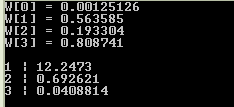 W[0] = 0.00125126
W[1] = 0.563585
W[2] = 0.193304
W[3] = 0.808741
1 ¦ 12.2473
2 ¦ 0.692621
3 ¦ 0.0408814